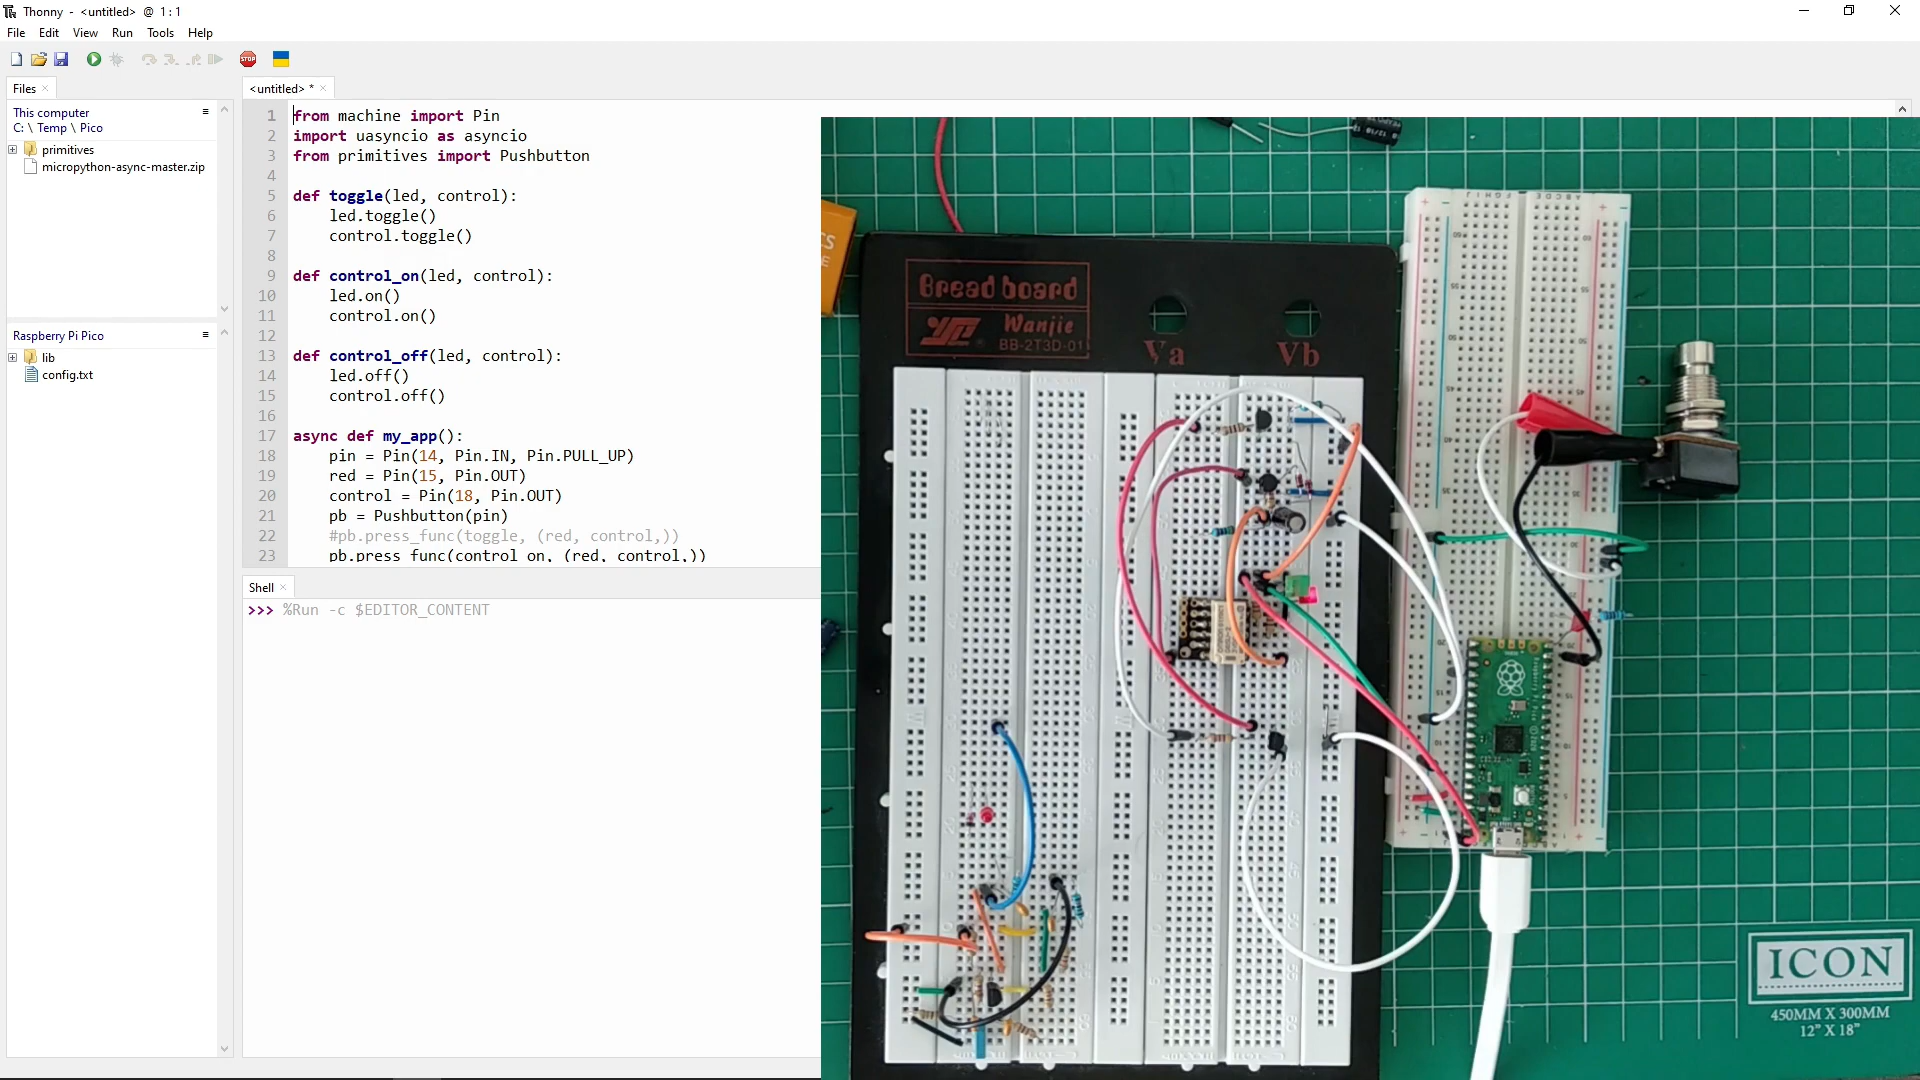 Thonny - <untitled> @ 1 : 1
File Edit View Run Tools Help
STOP
Files
This computer
C: \ Temp \ Pico
primitives
micropython-async-master.zip
Raspberry Pi Pico
lib
config.txt
<untitled> *
1 from machine import Pin
2 import uasyncio as asyncio
3 from primitives import Pushbutton
4
5 def toggle(led, control):
6 led.toggle()
7 control.toggle()
8
9 def control_on(led, control):
10 led.on()
11 control.on()
12
13 def control_off(led, control):
14 led.off()
15 control.off()
16
17 async def my_app():
18 pin = Pin(14, Pin.IN, Pin.PULL_UP)
19 red = Pin(15, Pin.OUT)
20 control = Pin(18, Pin.OUT)
21 pb = Pushbutton(pin)
22 #pb.press_func(toggle, (red, control,))
23 pb.press_func(control_on, (red, control,))
Shell
>>> %Run -c $EDITOR_CONTENT
Bread board
Wanjie
BB-2T3D-01
Va Vb
ICON
450MM X 300MM
12" X 18"